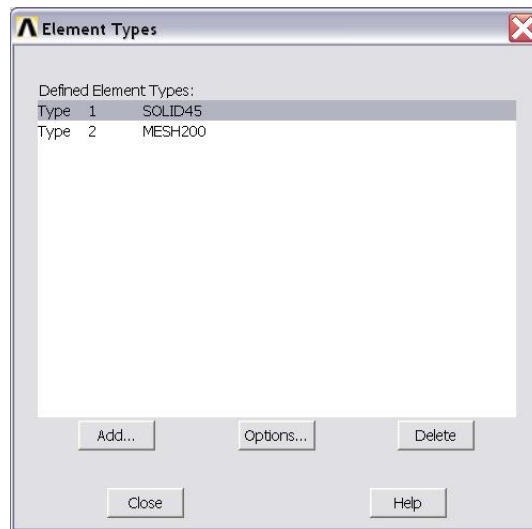 Element Types
Defined Element Types:
Type 1 SOLID45
Type 2 MESH200
Add... Options... Delete
Close Help